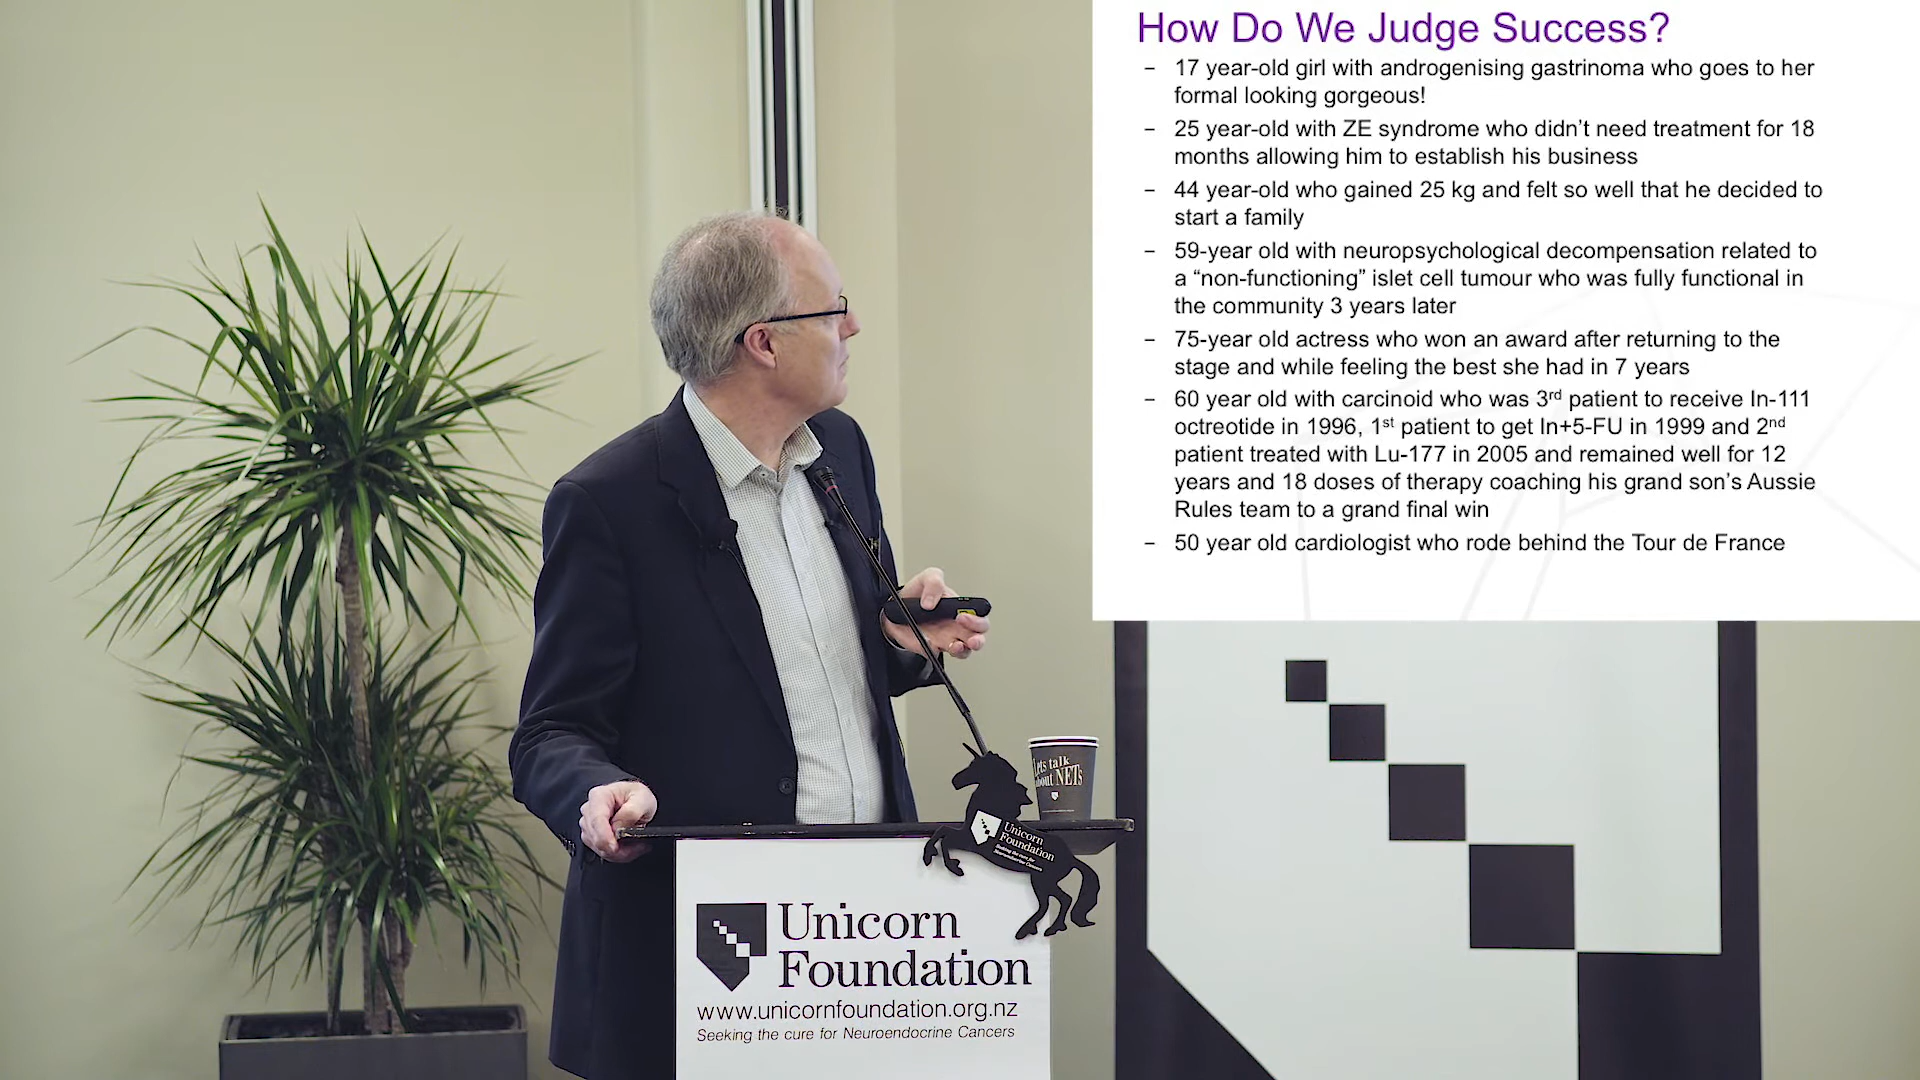 How Do We Judge Success?
– 17 year-old girl with androgenising gastrinoma who goes to her
formal looking gorgeous!
– 25 year-old with ZE syndrome who didn't need treatment for 18
months allowing him to establish his business
– 44 year-old who gained 25 kg and felt so well that he decided to
start a family
– 59-year old with neuropsychological decompensation related to
a “non-functioning” islet cell tumour who was fully functional in
the community 3 years later
– 75-year old actress who won an award after returning to the
stage and while feeling the best she had in 7 years
– 60 year old with carcinoid who was 3rd patient to receive In-111
octreotide in 1996, 1st patient to get In+5-FU in 1999 and 2nd
patient treated with Lu-177 in 2005 and remained well for 12
years and 18 doses of therapy coaching his grand son's Aussie
Rules team to a grand final win
– 50 year old cardiologist who rode behind the Tour de France
Lets talk
about NETs
Unicorn
Foundation
Seeking the cure for
Neuroendocrine Cancers
Unicorn
Foundation
www.unicornfoundation.org.nz
Seeking the cure for Neuroendocrine Cancers